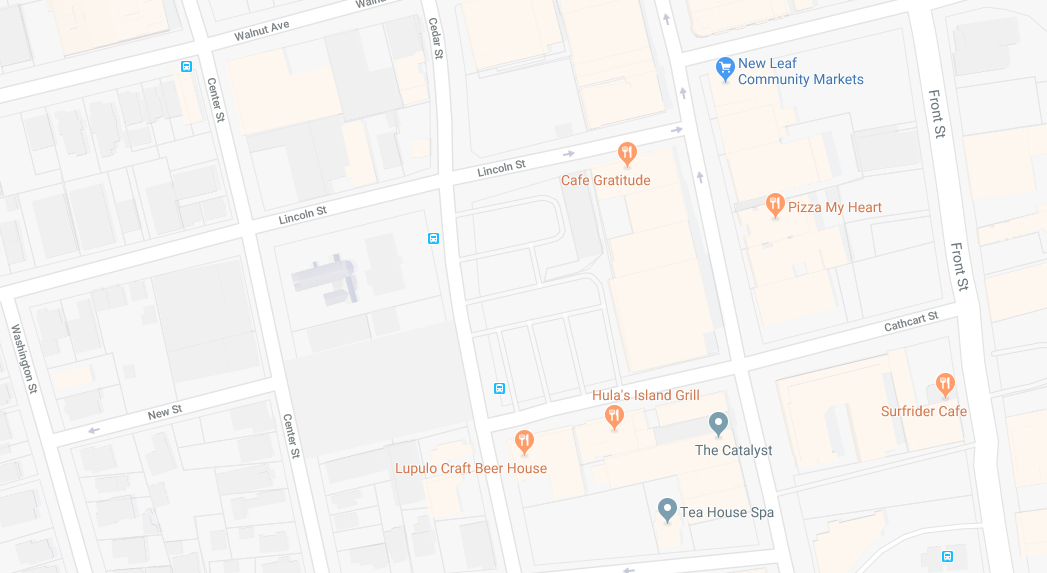 Walnut Ave
Cedar St
Center St
New Leaf
Community Markets
Front St
Lincoln St
Cafe Gratitude
Pizza My Heart
Lincoln St
Front St
Cathcart St
Washington St
New St
Center St
Hula's Island Grill
Surfrider Cafe
The Catalyst
Lupulo Craft Beer House
Tea House Spa